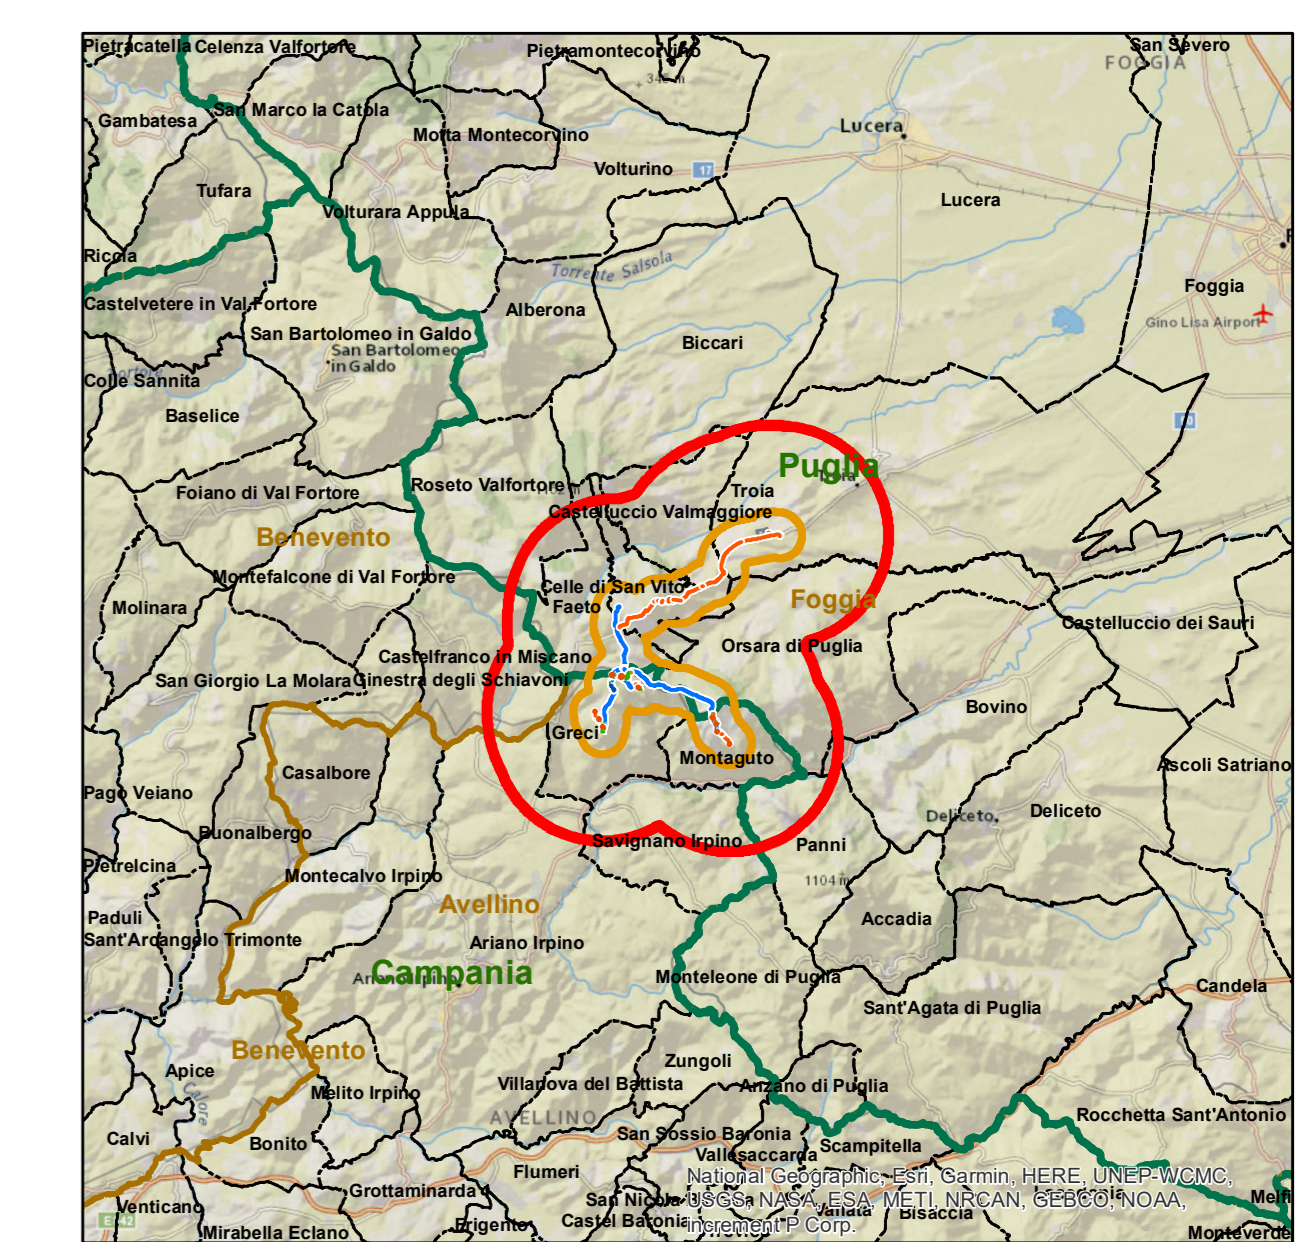 Pietracatella
Celenza Valfortore
Pietramontecorvino
San Severo
FOGGIA
345 m
San Marco la Catola
Gambatesa
Motta Montecorvino
Lucera
Volturino
17
Tufara
Lucera
Volturara Appula
Riccia
Torrente Salsola
Foggia
Castelvetere in Val Fortore
Alberona
Gino Lisa Airport
San Bartolomeo in Galdo
Biccari
San Bartolomeo
in Galdo
Colle Sannita
Baselice
Puglia
Roseto Valfortore
Troia
Foiano di Val Fortore
Castelluccio Valmaggiore
Benevento
Montefalcone di Val Fortore
Celle di San Vito
Molinara
Faeto
Foggia
Castelluccio dei Sauri
Orsara di Puglia
Castelfranco in Miscano
San Giorgio La Molara
Ginestra degli Schiavoni
Bovino
Greci
Montaguto
Casalbore
Ascoli Satriano
Pago Veiano
Deliceto
Deliceto
Buonalbergo
Savignano Irpino
Panni
Pietrelcina
Montecalvo Irpino
1104 m
Avellino
Paduli
Accadia
Sant'Arcangelo Trimonte
Ariano Irpino
Campania
Monteleone di Puglia
Candela
Sant'Agata di Puglia
Benevento
Zungoli
Apice
Villanova del Battista
Anzano di Puglia
Melito Irpino
Calore
AVELLINO
Rocchetta Sant'Antonio
Calvi
Bonito
San Sossio Baronia
Scampitella
Vallesaccarda
Flumeri
National Geographic, Esri, Garmin, HERE, UNEP-WCMC,
Grottaminarda
Melfi
USGS, NASA, ESA, METI, NRCAN, GEBCO, NOAA,
Venticano
Castel Baronia
Vallata
Bisaccia
Frigento
increment P Corp.
Mirabella Eclano
Monteverde